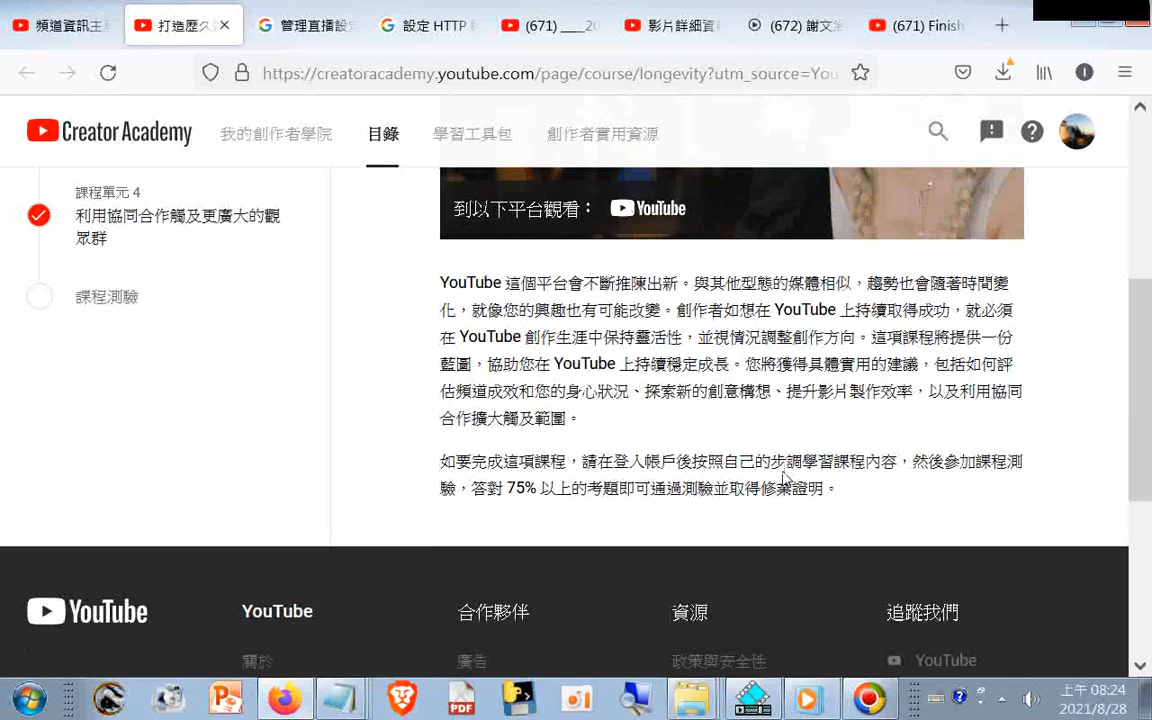 頻道資訊主
打造歷久
管理直播設
設定 HTTP
(671) ____20
影片詳細資
(672) 謝文
(671) Finish
https://creatoracademy.youtube.com/page/course/longevity?utm_source=You
Creator Academy
我的創作者學院
目錄
學習工具包
創作者實用資源
課程單元 4
利用協同合作觸及更廣大的觀
眾群
課程測驗
到以下平台觀看： YouTube
YouTube 這個平台會不斷推陳出新。與其他型態的媒體相似，趨勢也會隨著時間變
化，就像您的興趣也有可能改變。創作者如想在 YouTube 上持續取得成功，就必須
在 YouTube 創作生涯中保持靈活性，並視情況調整創作方向。這項課程將提供一份
藍圖，協助您在 YouTube 上持續穩定成長。您將獲得具體實用的建議，包括如何評
估頻道成效和您的身心狀況、探索新的創意構想、提升影片製作效率，以及利用協同
合作擴大觸及範圍。
如要完成這項課程，請在登入帳戶後按照自己的步調學習課程內容，然後參加課程測
驗，答對 75% 以上的考題即可通過測驗並取得修業證明。
YouTube
YouTube
合作夥伴
資源
追蹤我們
關於
廣告
政策與安全性
YouTube
PDF
上午 08:24
2021/8/28